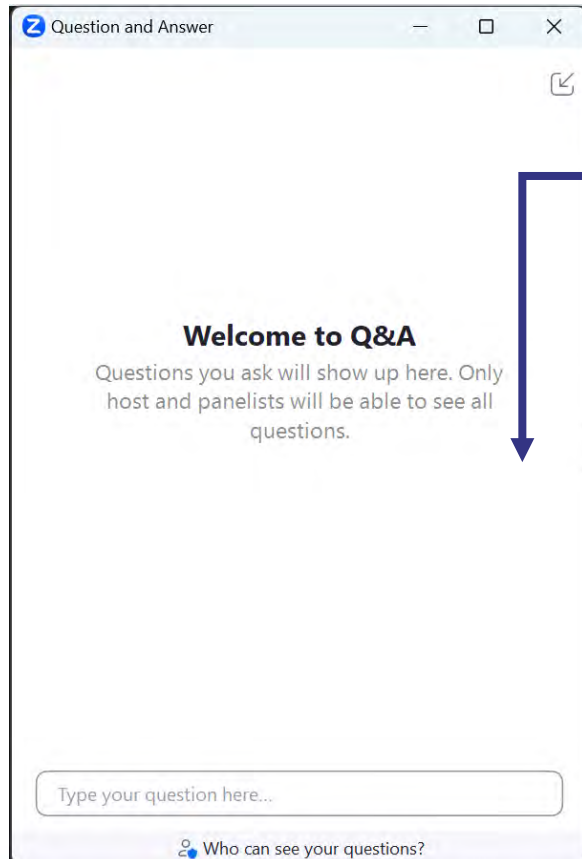 Question and Answer
Welcome to Q&A
Questions you ask will show up here. Only
host and panelists will be able to see all
questions.
Type your question here...
Who can see your questions?